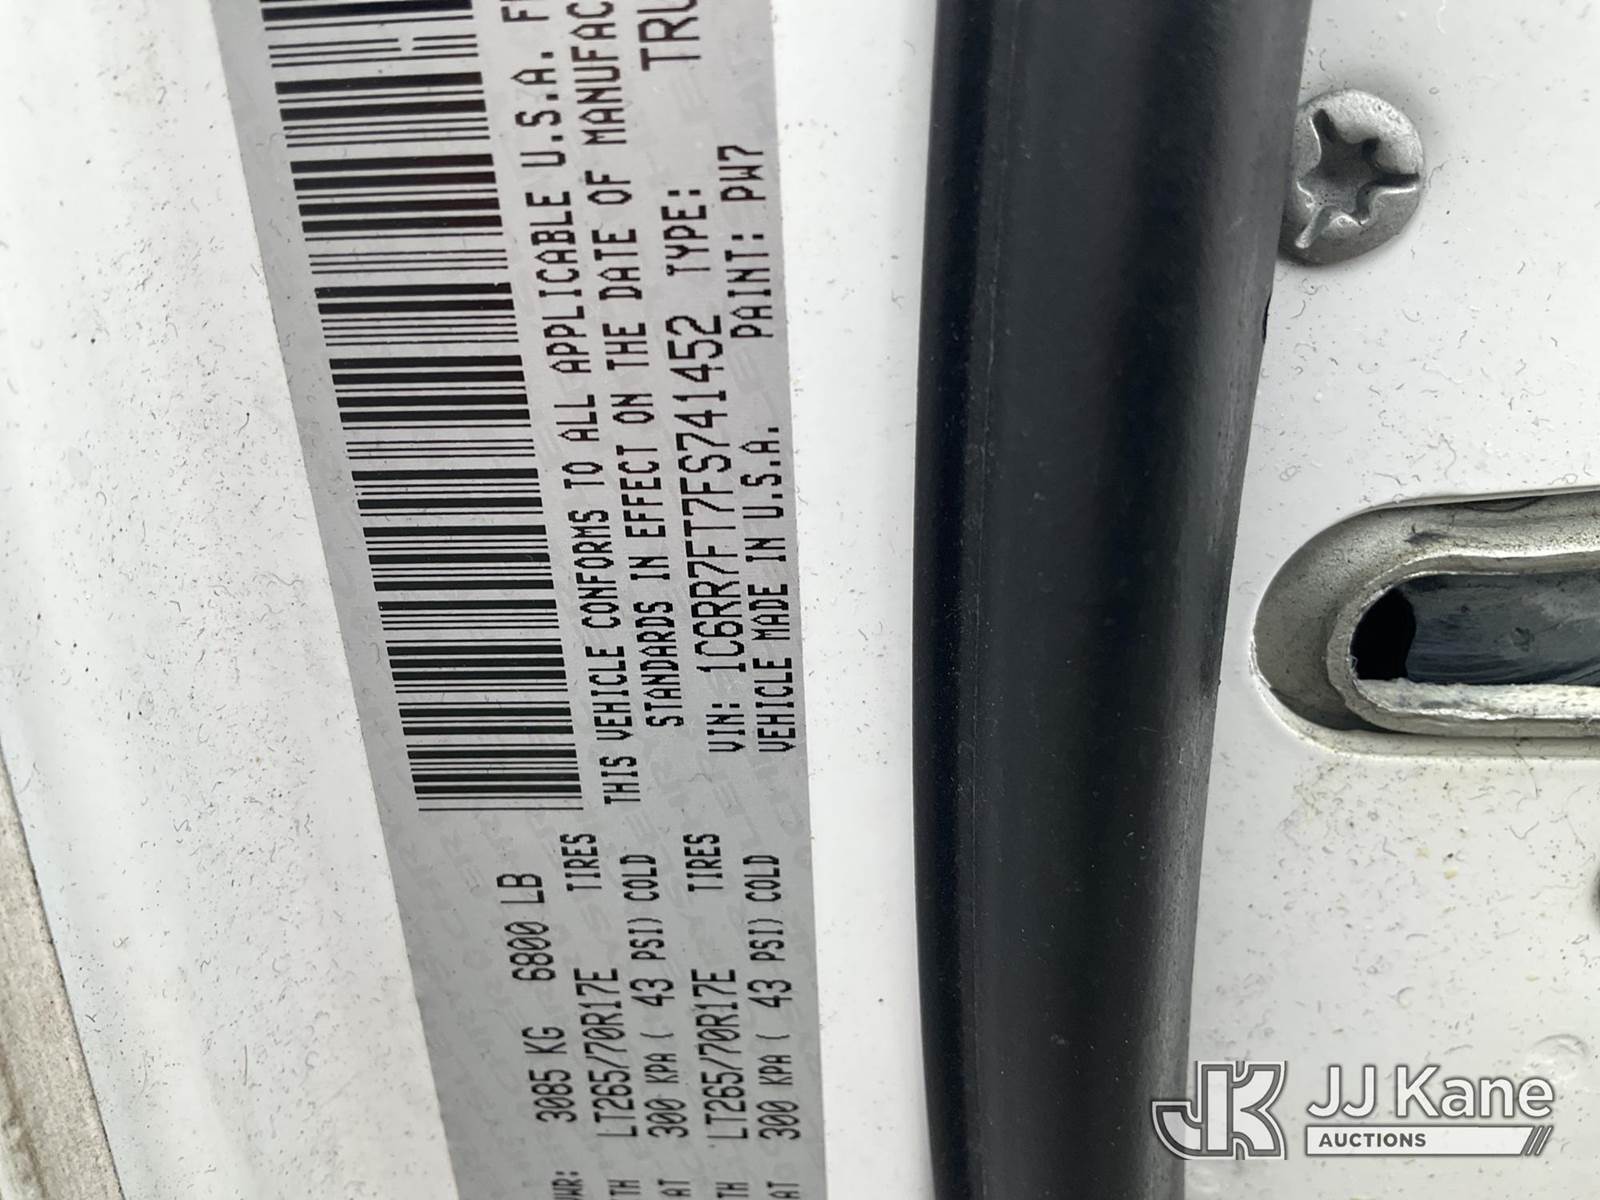 VWR: 3085 KG 6800 LB
TH LT265/70R17E TIRES
AT 300 KPA ( 43 PSI) COLD
TH LT265/70R17E TIRES
AT 300 KPA ( 43 PSI) COLD
THIS VEHICLE CONFORMS TO ALL APPLICABLE U.S.A. F
STANDARDS IN EFFECT ON THE DATE OF MANUFAC
VIN: 1C6RR7FT7FS741452 TYPE: TRU
VEHICLE MADE IN U.S.A. PAINT: PW7
JK JJ Kane
AUCTIONS